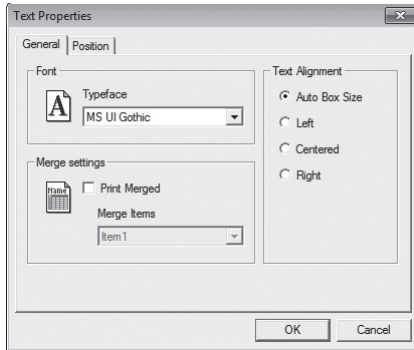 Text Properties
General
Position
Font
A
Typeface
MS UI Gothic
Merge settings
Name
Print Merged
Merge Items
Item1
Text Alignment
Auto Box Size
Left
Centered
Right
OK
Cancel